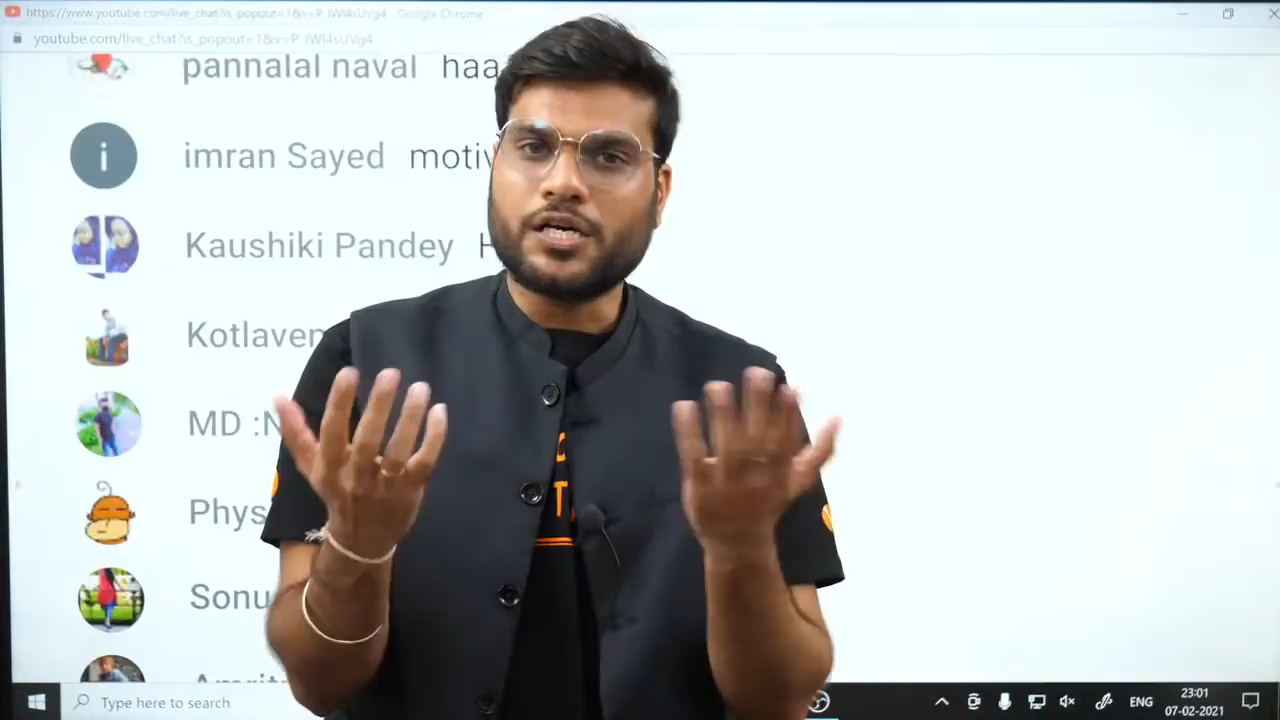 https://www.youtube.com/live_chat?is_popout=1&v=P_IWl4sUVg4 - Google Chrome
youtube.com/live_chat?is_popout=1&v=P_IWl4sUVg4
pannalal naval haa
i
imran Sayed motiv
Kaushiki Pandey H
Kotlaven
MD :N
Phys
Sonu
Type here to search
ENG
23:01
07-02-2021